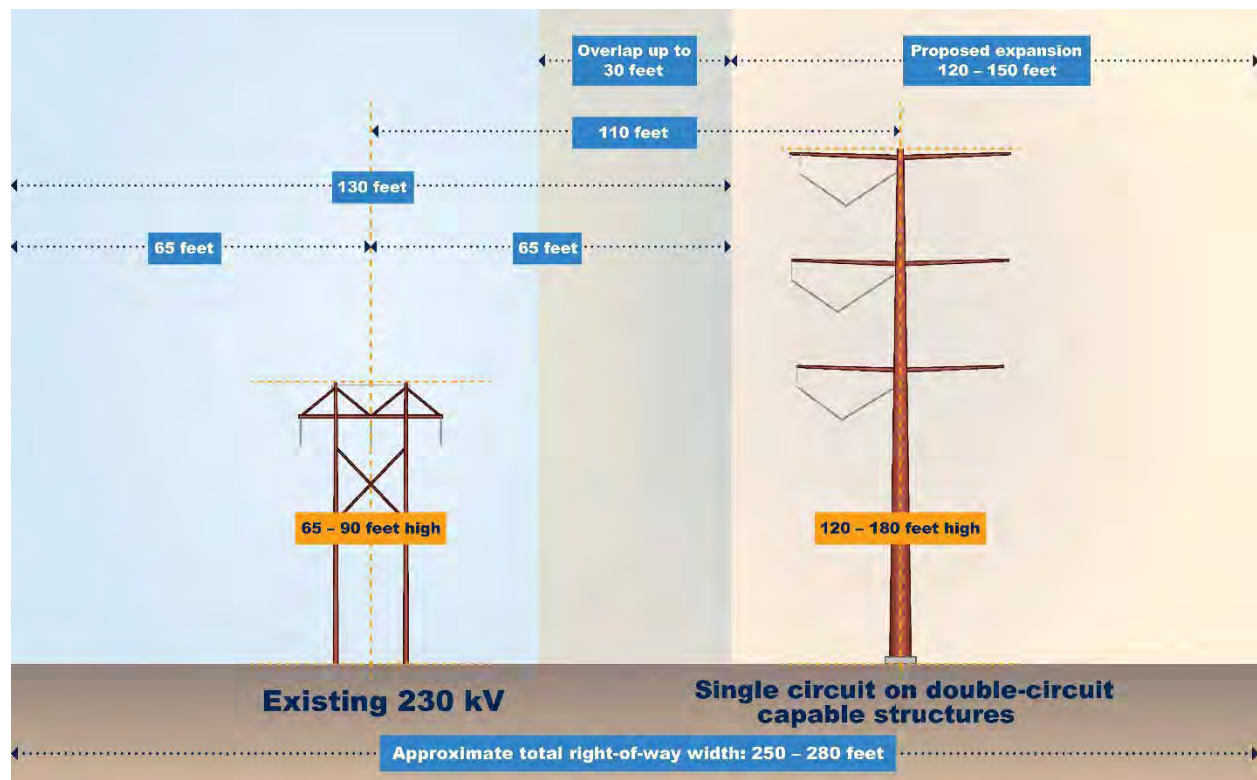 Overlap up to
30 feet
Proposed expansion
120 – 150 feet
110 feet
130 feet
65 feet
65 feet
65 – 90 feet high
120 – 180 feet high
Existing 230 kV
Single circuit on double-circuit
capable structures
Approximate total right-of-way width: 250 – 280 feet